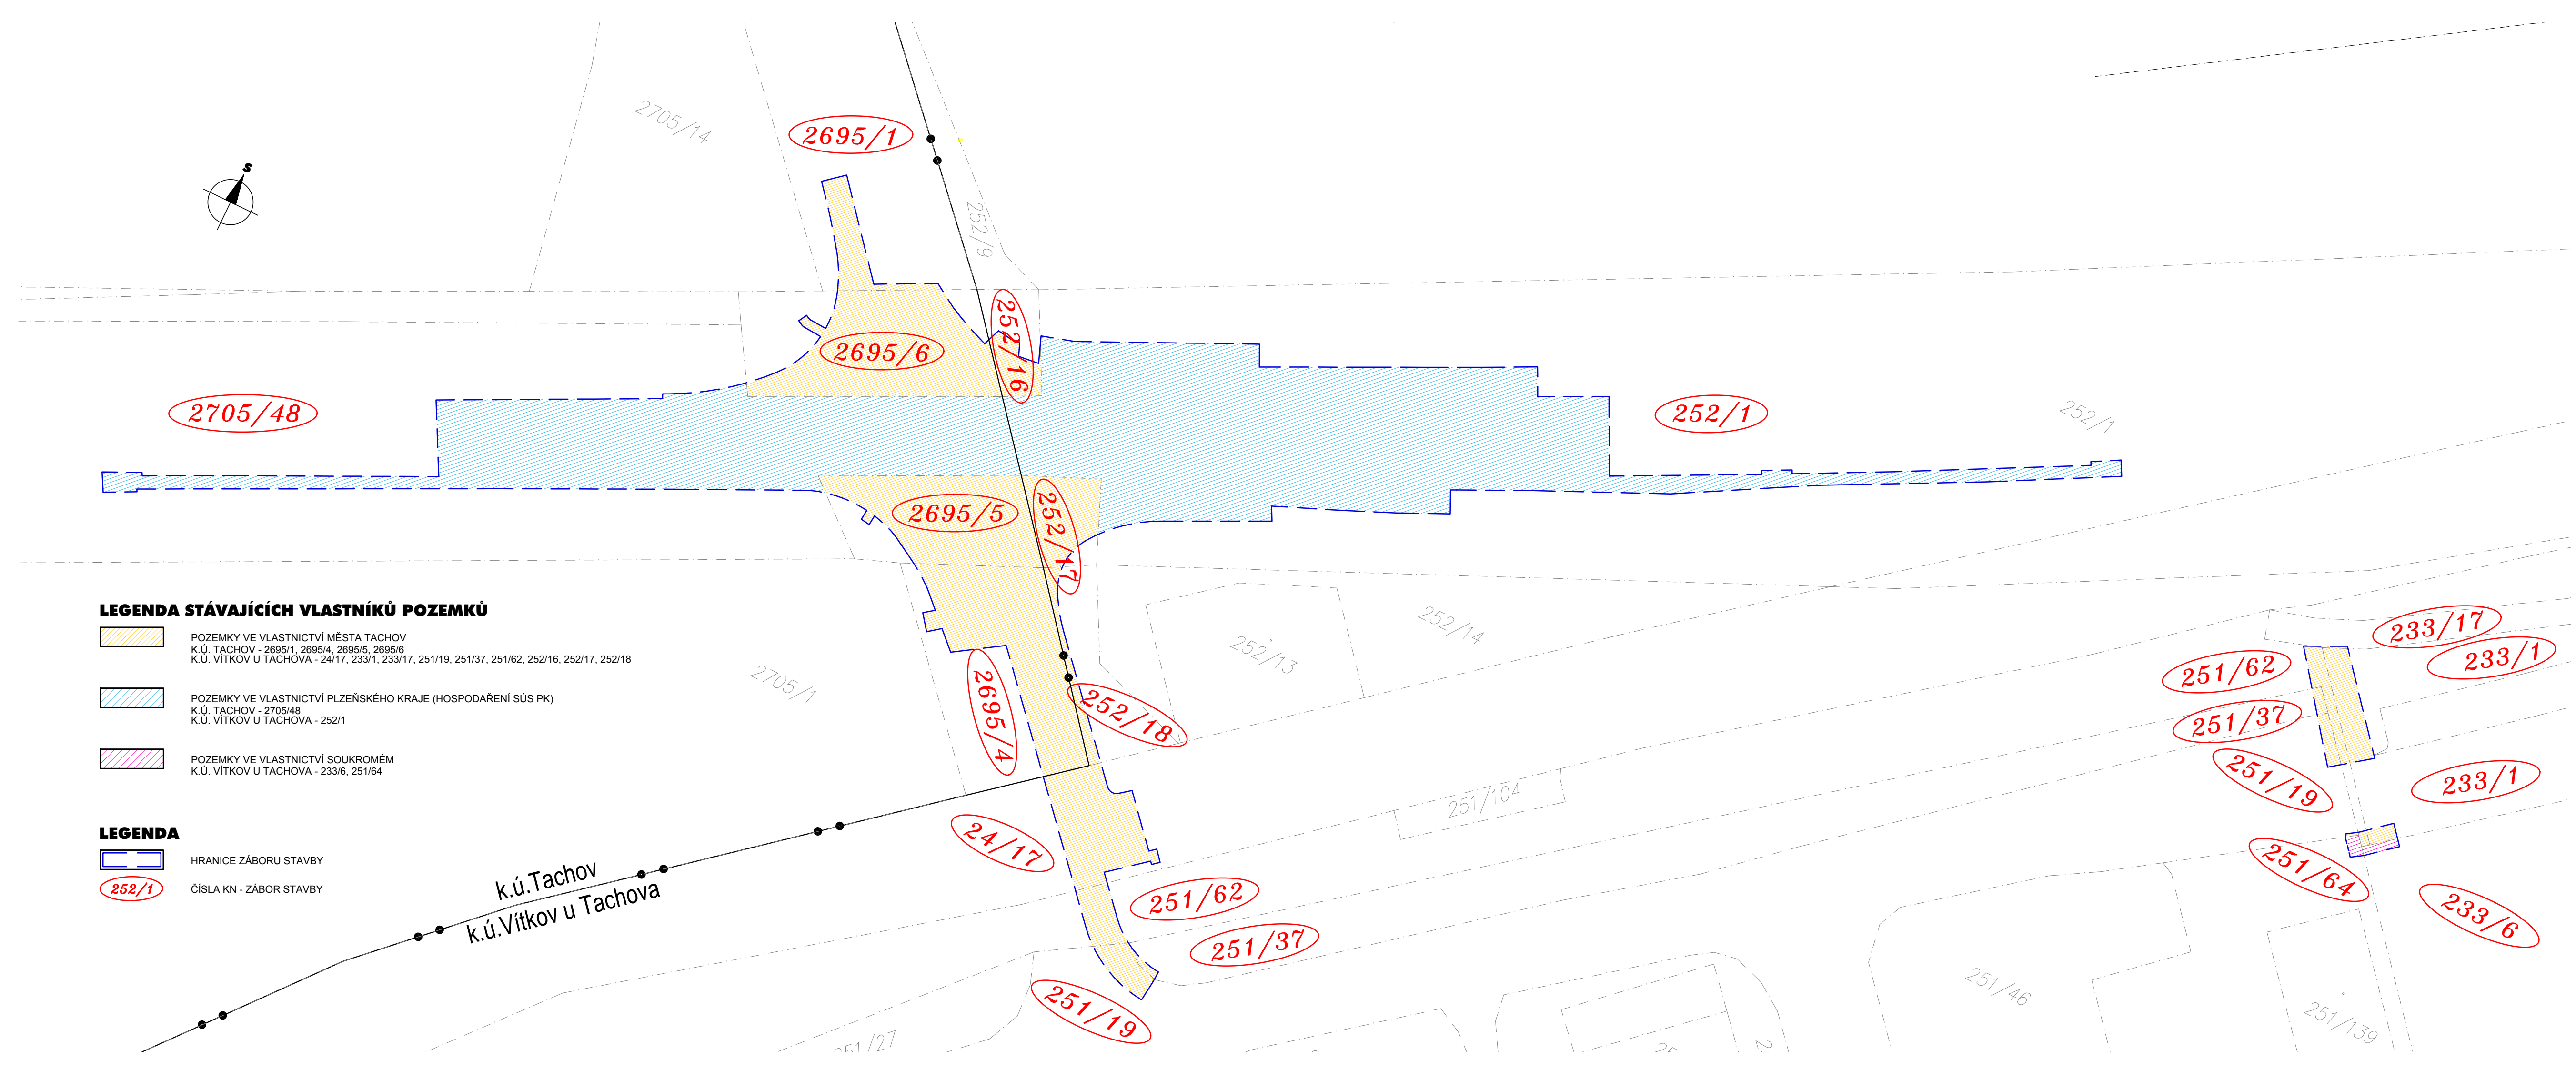 2705/14
2695/1
S
252/9
252/16
2695/6
2705/48
252/1
252/1
2695/5
252/17
LEGENDA STÁVAJÍCÍCH VLASTNÍKŮ POZEMKŮ
POZEMKY VE VLASTNICTVÍ MĚSTA TACHOV
K.Ú. TACHOV - 2695/1, 2695/4, 2695/5, 2695/6
K.Ú. VÍTKOV U TACHOVA - 24/17, 233/1, 233/17, 251/19, 251/37, 251/62, 252/16, 252/17, 252/18
POZEMKY VE VLASTNICTVÍ PLZEŇSKÉHO KRAJE (HOSPODAŘENÍ SÚS PK)
K.Ú. TACHOV - 2705/48
K.Ú. VÍTKOV U TACHOVA - 252/1
POZEMKY VE VLASTNICTVÍ SOUKROMÉM
K.Ú. VÍTKOV U TACHOVA - 233/6, 251/64
LEGENDA
HRANICE ZÁBORU STAVBY
252/1
ČÍSLA KN - ZÁBOR STAVBY
252/14
252/13
2705/1
2695/4
252/18
233/17
233/1
251/62
251/37
251/19
233/1
251/64
233/6
251/104
24/17
k.ú.Tachov
k.ú.Vítkov u Tachova
251/62
251/37
251/19
251/46
251/139
251/27